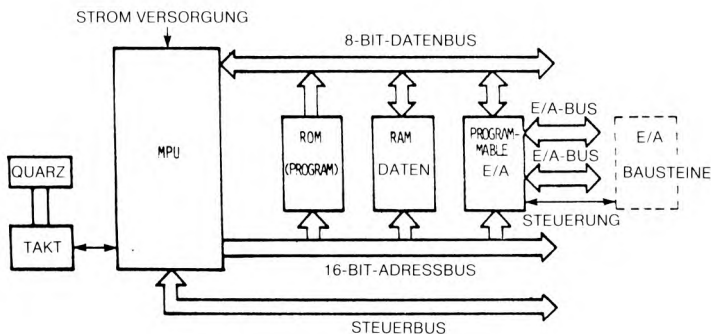 STROM VERSORGUNG
8-BIT-DATENBUS
E/A-BUS
MPU
ROM
(PROGRAM)
RAM
DATEN
PROGRAM-
MABLE
E/A
E/A
BAUSTEINE
E/A-BUS
QUARZ
STEUERUNG
TAKT
16-BIT-ADRESSBUS
STEUERBUS